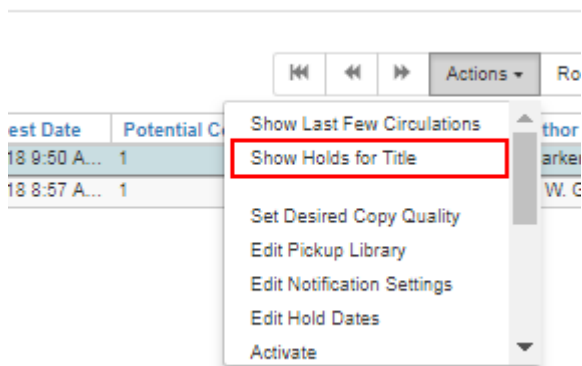 Actions
Ro
est Date Potential C thor
18 9:50 A... 1 arker
18 8:57 A... 1 W. G
Show Last Few Circulations
Show Holds for Title
Set Desired Copy Quality
Edit Pickup Library
Edit Notification Settings
Edit Hold Dates
Activate